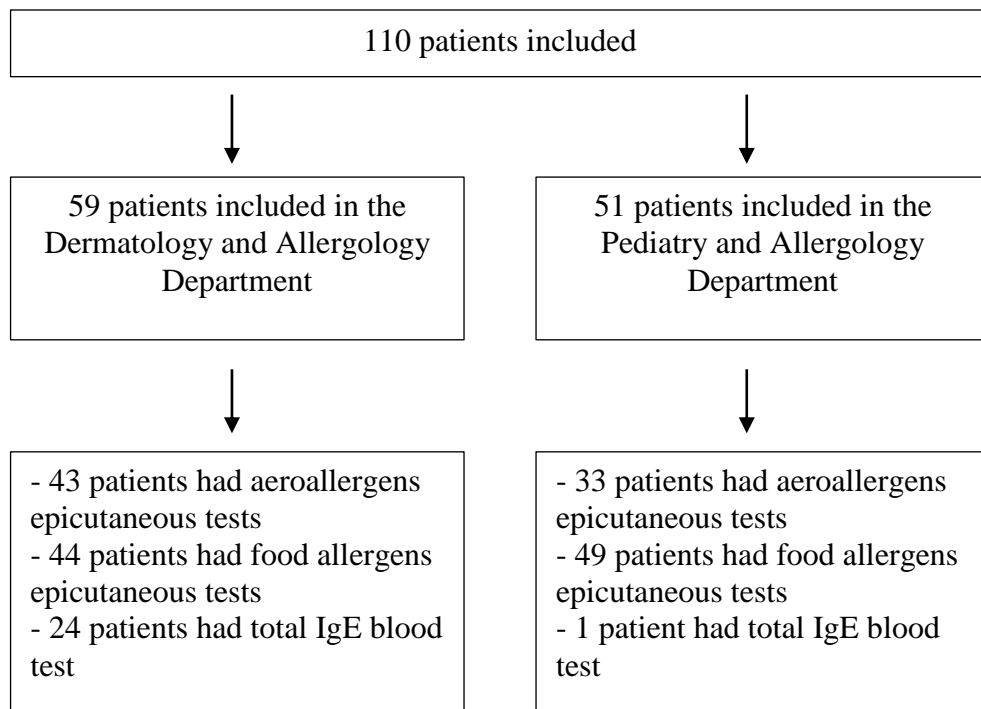 110 patients included
59 patients included in the
Dermatology and Allergology
Department
51 patients included in the
Pediatry and Allergology
Department
- 43 patients had aeroallergens
epicutaneous tests
- 44 patients had food allergens
epicutaneous tests
- 24 patients had total IgE blood
test
- 33 patients had aeroallergens
epicutaneous tests
- 49 patients had food allergens
epicutaneous tests
- 1 patient had total IgE blood
test